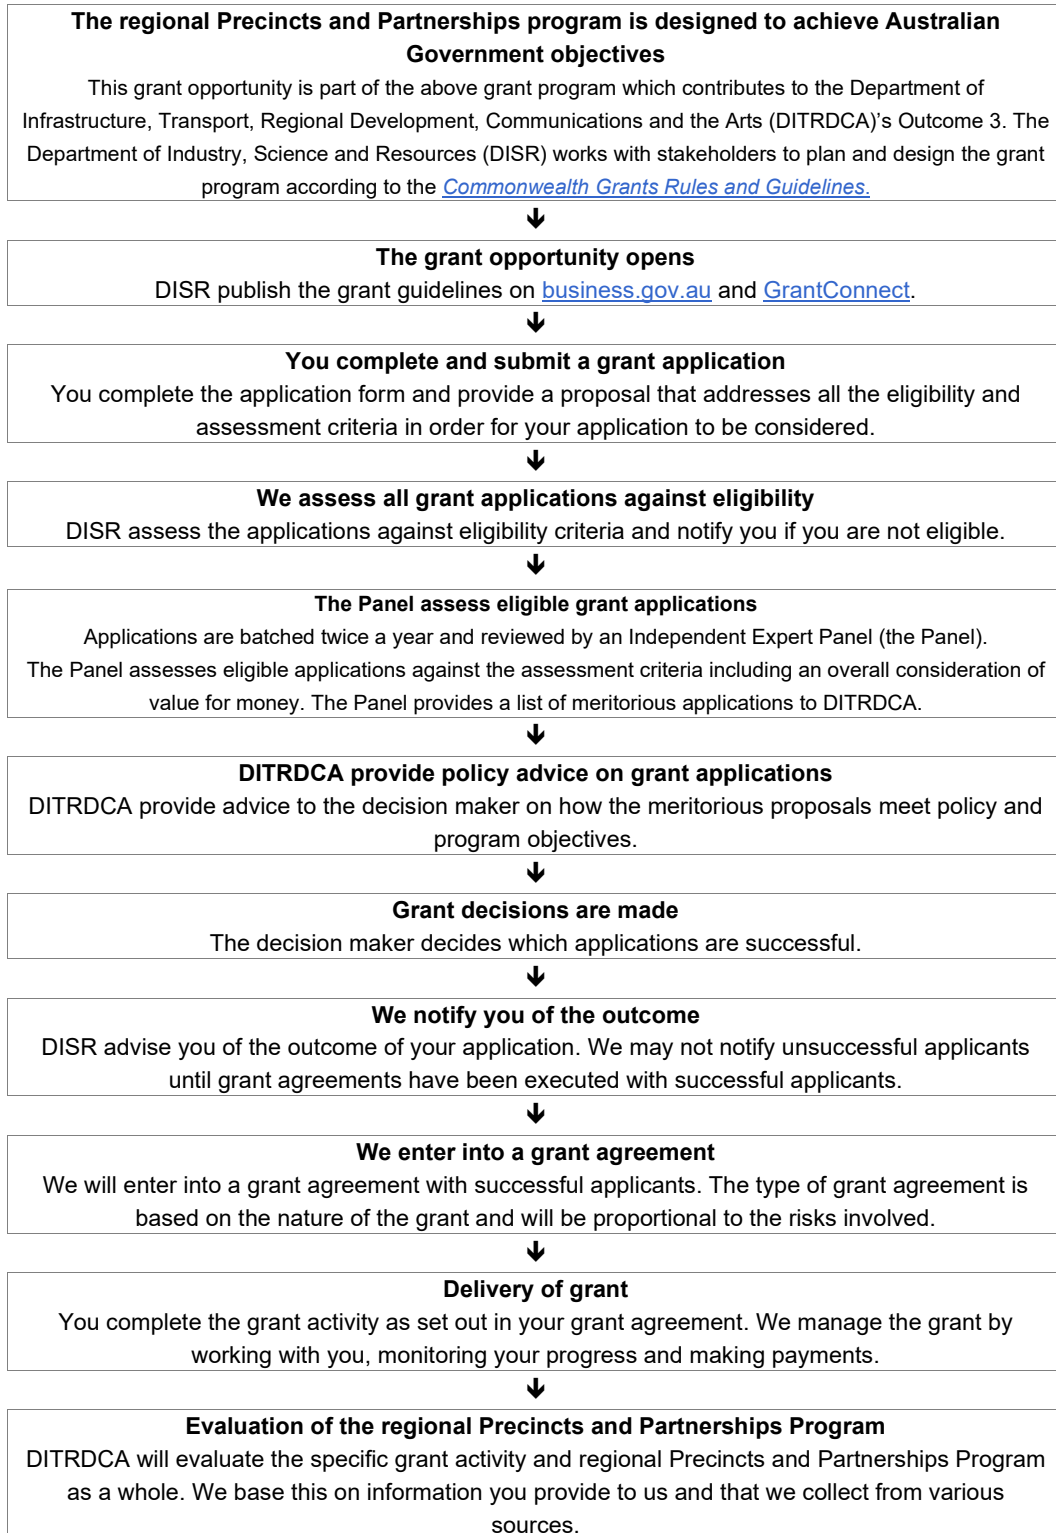 The regional Precincts and Partnerships program is designed to achieve Australian
Government objectives
This grant opportunity is part of the above grant program which contributes to the Department of
Infrastructure, Transport, Regional Development, Communications and the Arts (DITRDCA)'s Outcome 3. The
Department of Industry, Science and Resources (DISR) works with stakeholders to plan and design the grant
program according to the Commonwealth Grants Rules and Guidelines.
The grant opportunity opens
DISR publish the grant guidelines on business.gov.au and GrantConnect.
You complete and submit a grant application
You complete the application form and provide a proposal that addresses all the eligibility and
assessment criteria in order for your application to be considered.
We assess all grant applications against eligibility
DISR assess the applications against eligibility criteria and notify you if you are not eligible.
The Panel assess eligible grant applications
Applications are batched twice a year and reviewed by an Independent Expert Panel (the Panel).
The Panel assesses eligible applications against the assessment criteria including an overall consideration of
value for money. The Panel provides a list of meritorious applications to DITRDCA.
DITRDCA provide policy advice on grant applications
DITRDCA provide advice to the decision maker on how the meritorious proposals meet policy and
program objectives.
Grant decisions are made
The decision maker decides which applications are successful.
We notify you of the outcome
DISR advise you of the outcome of your application. We may not notify unsuccessful applicants
until grant agreements have been executed with successful applicants.
We enter into a grant agreement
We will enter into a grant agreement with successful applicants. The type of grant agreement is
based on the nature of the grant and will be proportional to the risks involved.
Delivery of grant
You complete the grant activity as set out in your grant agreement. We manage the grant by
working with you, monitoring your progress and making payments.
Evaluation of the regional Precincts and Partnerships Program
DITRDCA will evaluate the specific grant activity and regional Precincts and Partnerships Program
as a whole. We base this on information you provide to us and that we collect from various
sources.